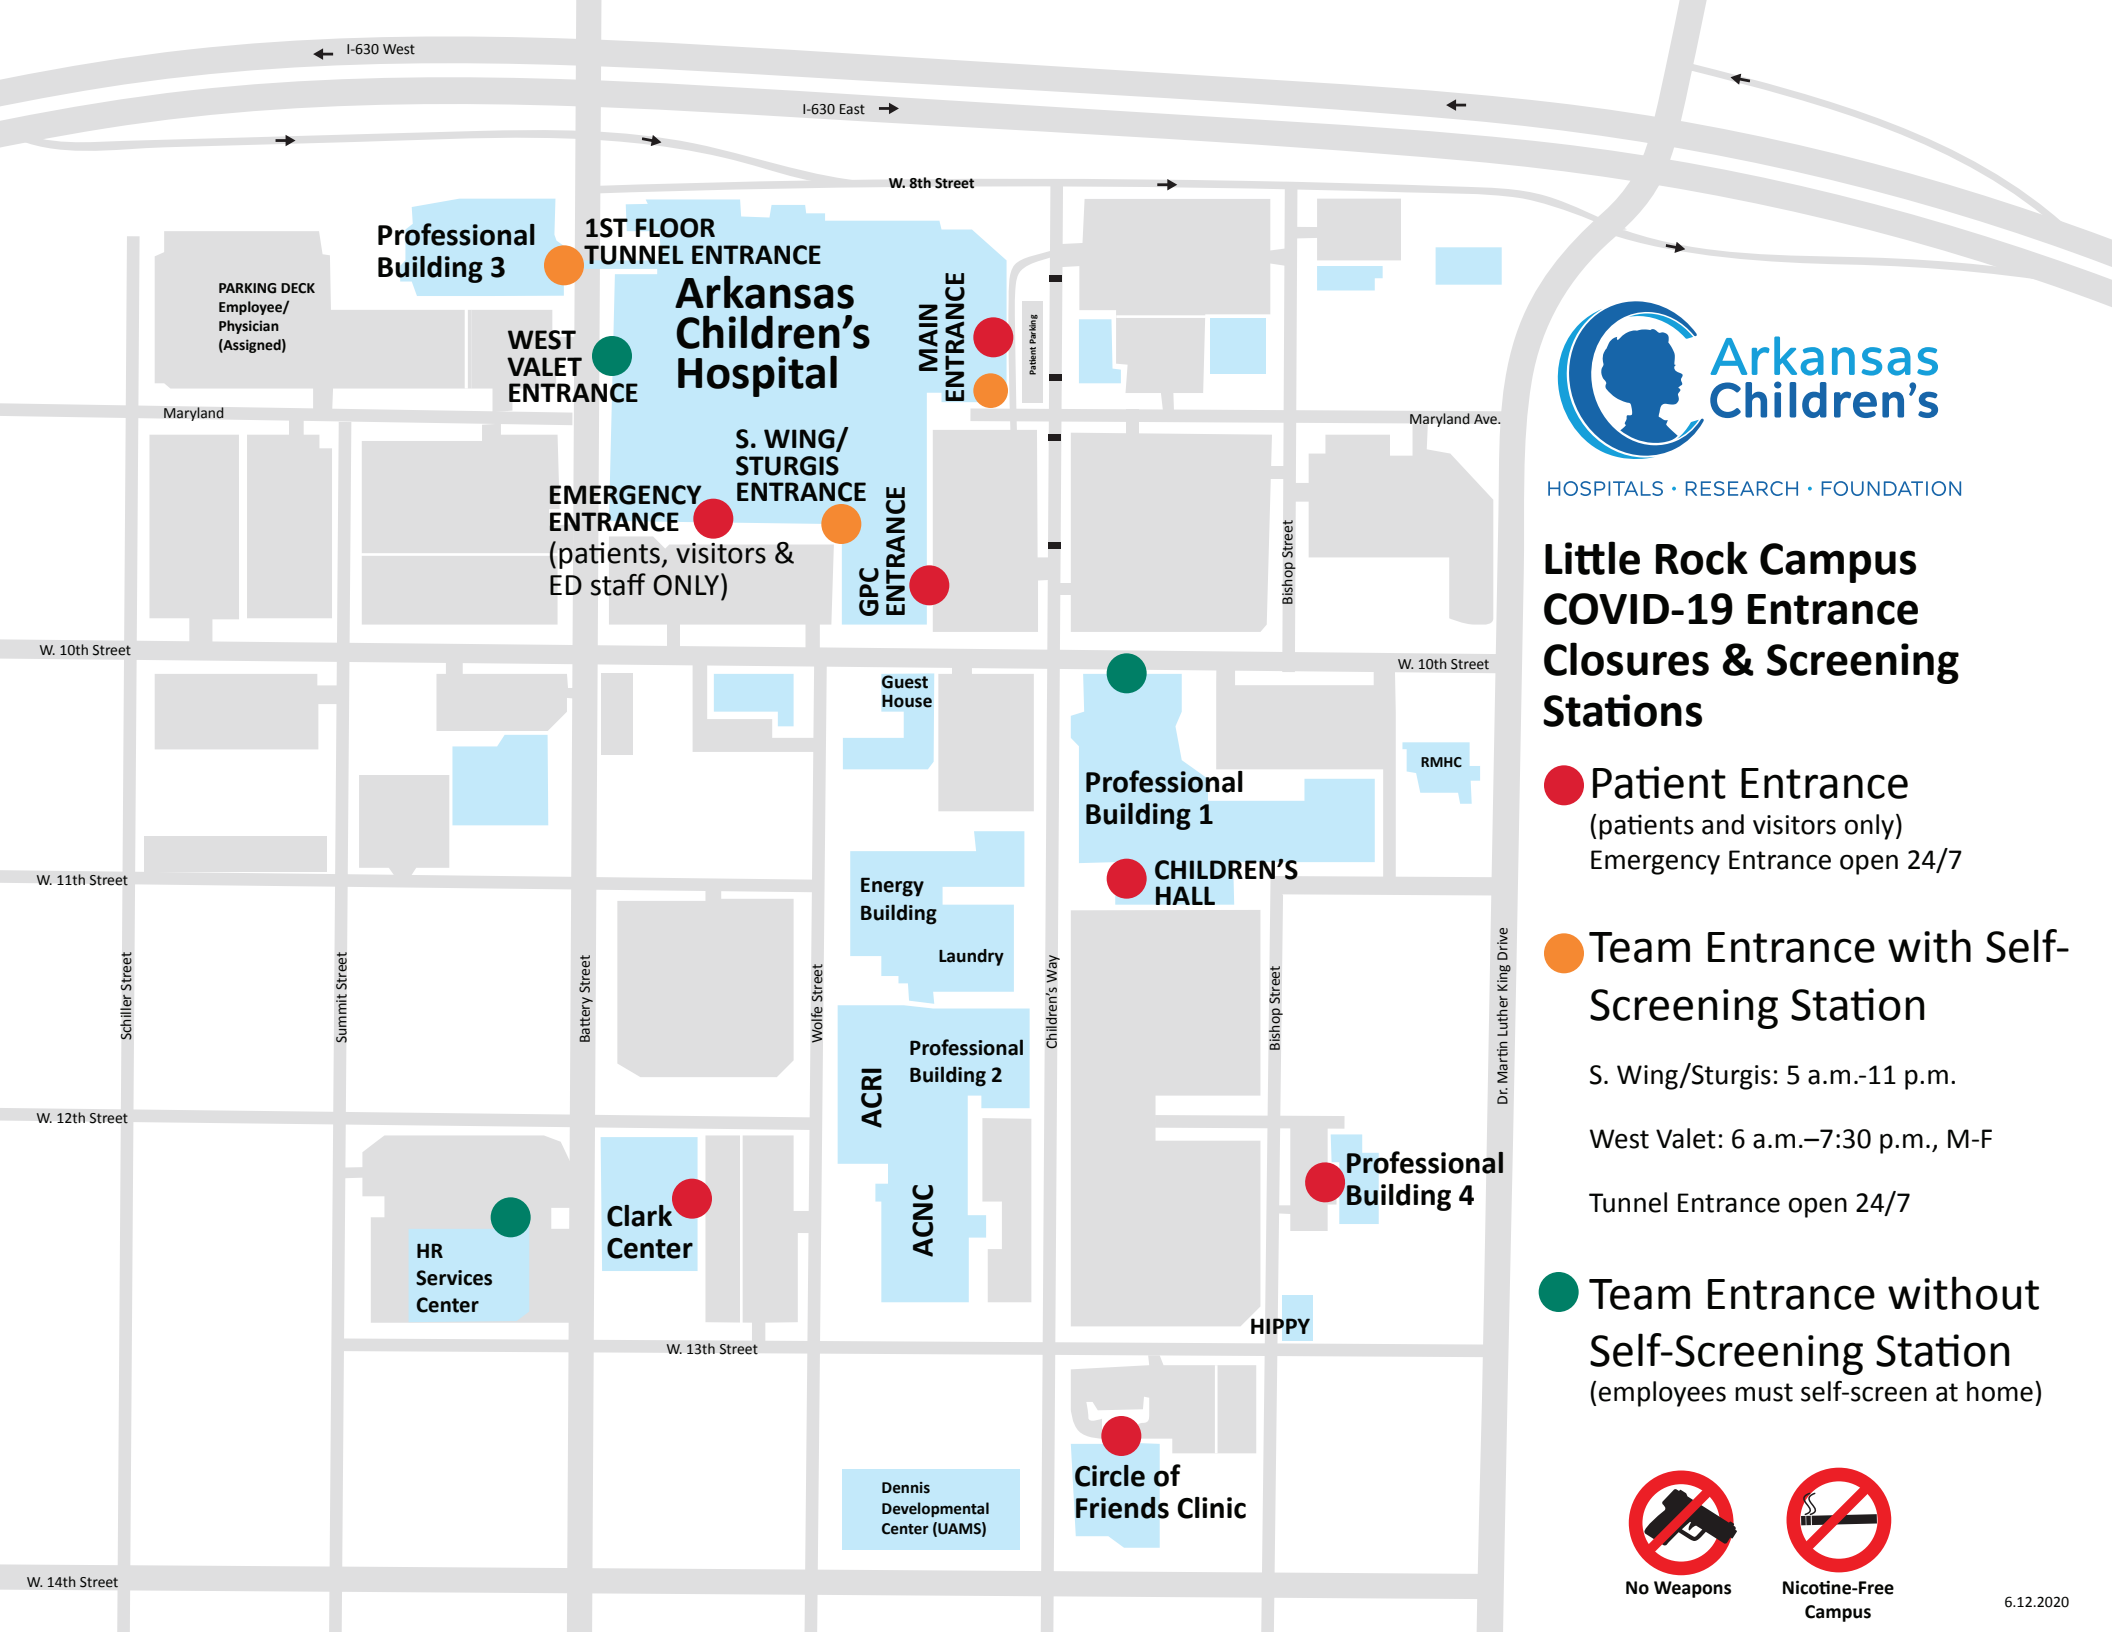 I-630 West
I-630 East
W. 8th Street
Professional
Building 3
1ST FLOOR
TUNNEL ENTRANCE
Arkansas
Children's
Hospital
MAIN
ENTRANCE
Patient Parking
PARKING DECK
Employee/
Physician
(Assigned)
WEST
VALET
ENTRANCE
Maryland
Maryland Ave.
S. WING/
STURGIS
ENTRANCE
EMERGENCY
ENTRANCE
(patients, visitors &
ED staff ONLY)
GPC
ENTRANCE
Bishop Street
W. 10th Street
W. 10th Street
Guest
House
Professional
Building 1
RMHC
CHILDREN'S
HALL
W. 11th Street
Energy
Building
Laundry
Schiller Street
Summit Street
Battery Street
Wolfe Street
Children's Way
Bishop Street
Dr. Martin Luther King Drive
Professional
Building 2
ACRI
W. 12th Street
ACNC
Professional
Building 4
Clark
Center
HR
Services
Center
HIPPY
W. 13th Street
Circle of
Friends Clinic
Dennis
Developmental
Center (UAMS)
W. 14th Street
Arkansas
Children's
HOSPITALS • RESEARCH • FOUNDATION
Little Rock Campus
COVID-19 Entrance
Closures & Screening
Stations
Patient Entrance
(patients and visitors only)
Emergency Entrance open 24/7
Team Entrance with Self-
Screening Station
S. Wing/Sturgis: 5 a.m.-11 p.m.
West Valet: 6 a.m.–7:30 p.m., M-F
Tunnel Entrance open 24/7
Team Entrance without
Self-Screening Station
(employees must self-screen at home)
No Weapons
Nicotine-Free
Campus
6.12.2020